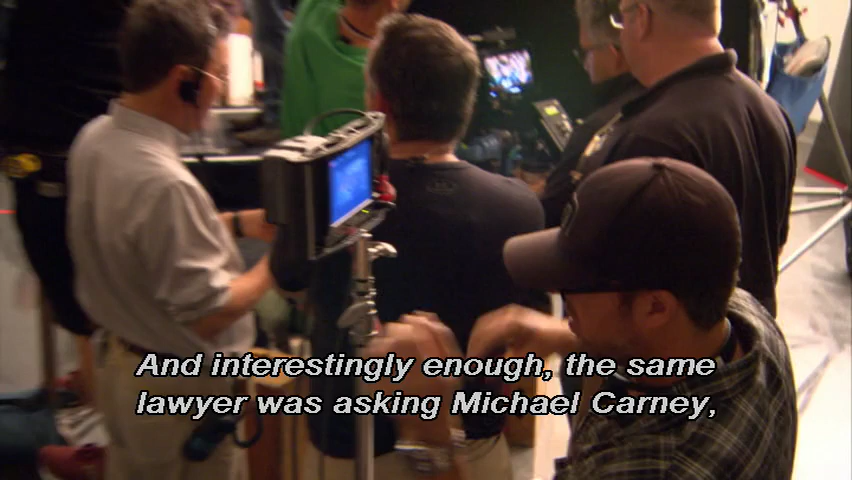 And interestingly enough, the same
lawyer was asking Michael Carney,